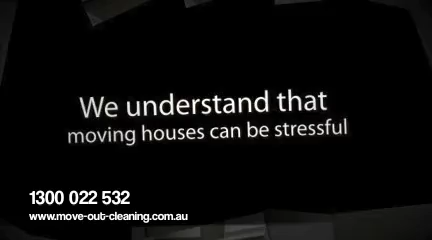 We understand that
moving houses can be stressful
1300 022 532
www.move-out-cleaning.com.au